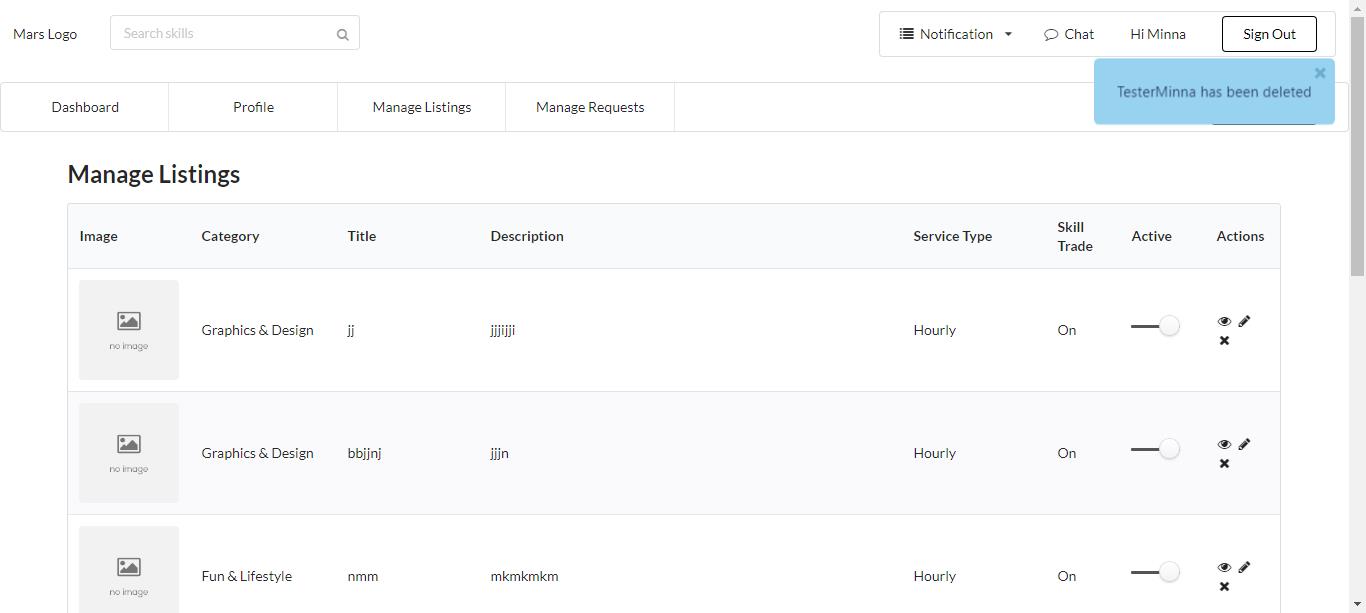 Mars Logo
Search skills
Notification
Chat
Hi Minna
Sign Out
TesterMinna has been deleted
Dashboard
Profile
Manage Listings
Manage Requests
Manage Listings
Image
Category
Title
Description
Service Type
Skill
Trade
Active
Actions
no image
Graphics & Design
jj
jjjijji
Hourly
On
no image
Graphics & Design
bbjjnj
jjjn
Hourly
On
no image
Fun & Lifestyle
nmm
mkmkmkm
Hourly
On